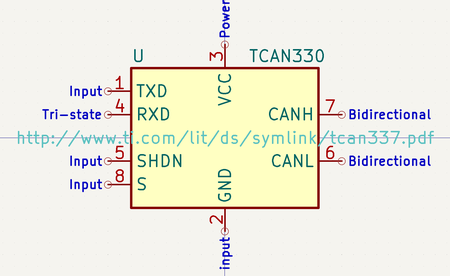 Power
3
U TCAN330
VCC
Input 1 TXD
Tri-state 4 RXD CANH 7 Bidirectional
http://www.ti.com/lit/ds/symlink/tcan337.pdf
Input 5 SHDN CANL 6 Bidirectional
Input 8 S
GND
2
input